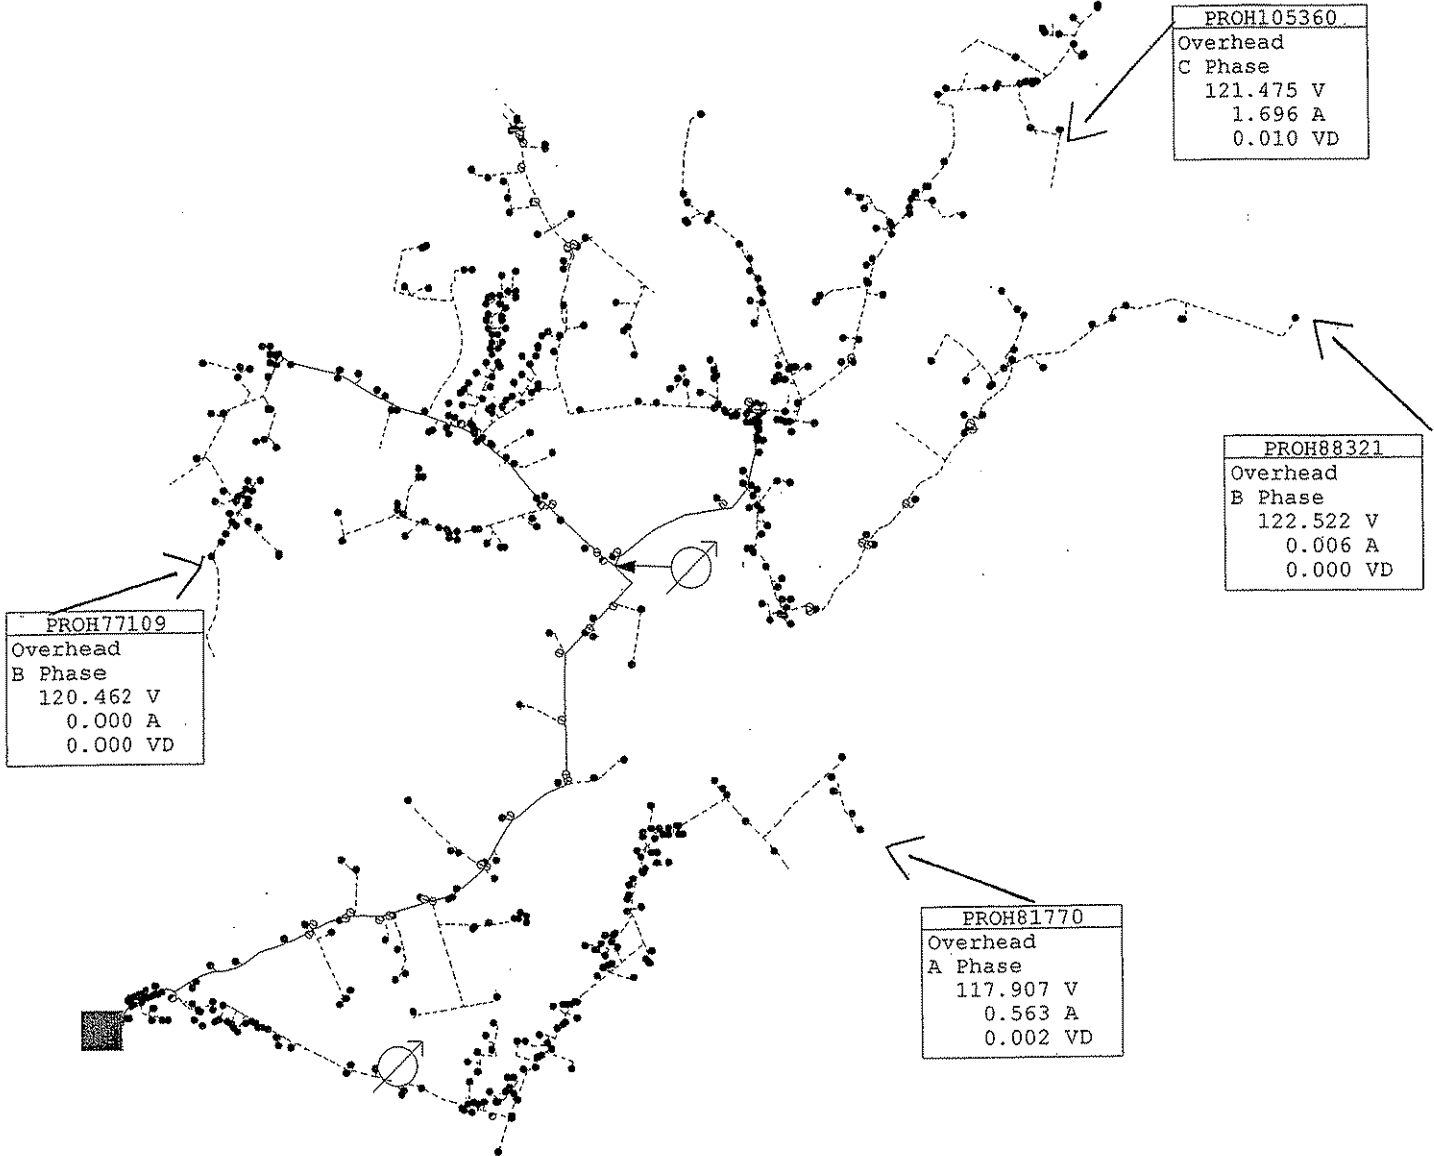 PROH105360
Overhead
C Phase
121.475 V
1.696 A
0.010 VD
PROH88321
Overhead
B Phase
122.522 V
0.006 A
0.000 VD
PROH77109
Overhead
B Phase
120.462 V
0.000 A
0.000 VD
PROH81770
Overhead
A Phase
117.907 V
0.563 A
0.002 VD